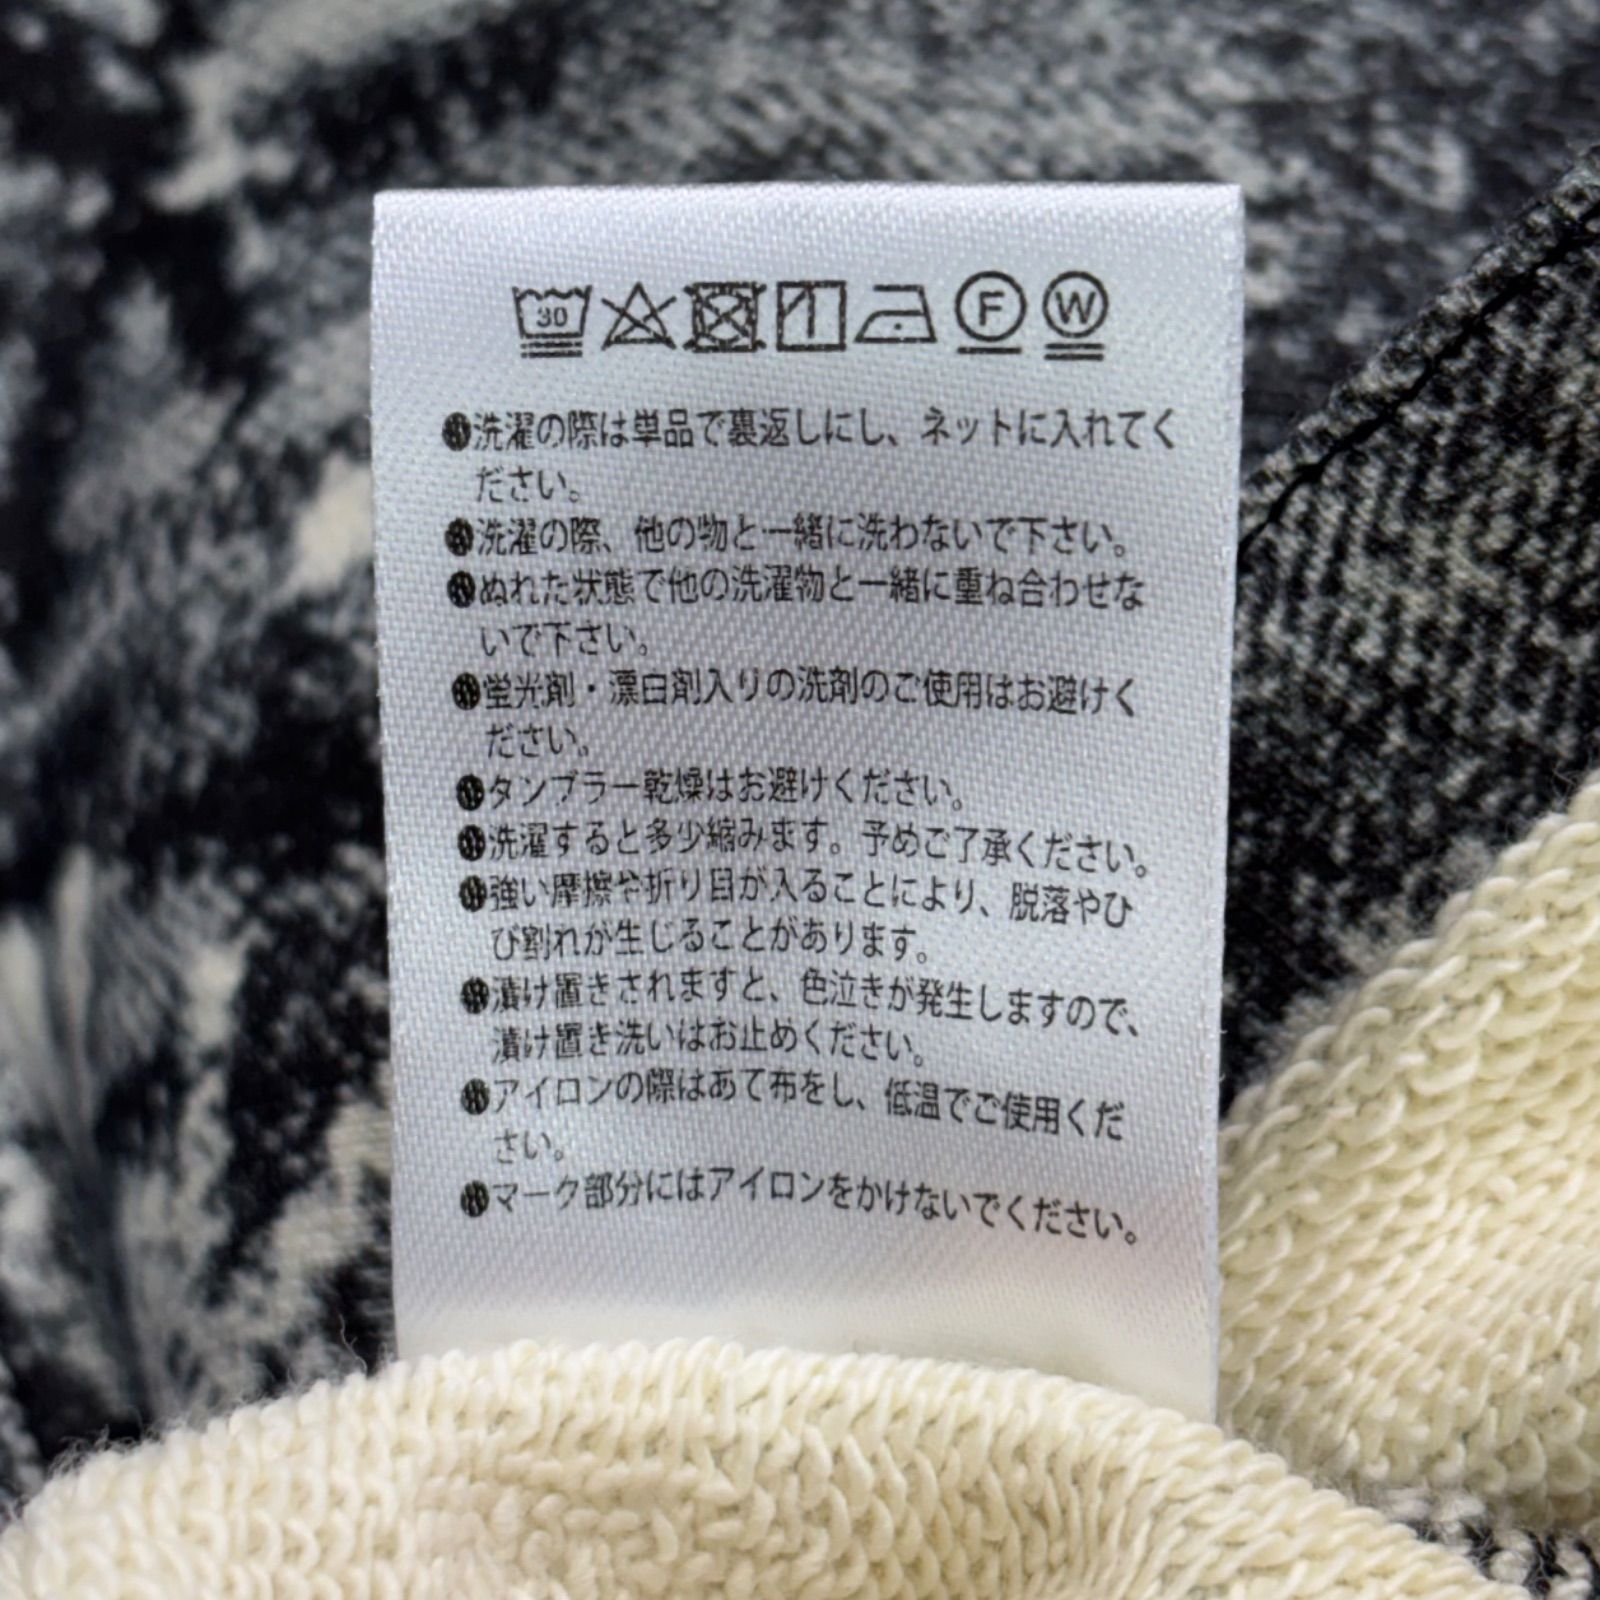 30 F W
●洗濯の際は単品で裏返しにし、ネットに入れてく
ださい。
●洗濯の際、他の物と一緒に洗わないで下さい。
●ぬれた状態で他の洗濯物と一緒に重ね合わせな
いで下さい。
●蛍光剤・漂白剤入りの洗剤のご使用はお避けく
ださい。
●タンブラー乾燥はお避けください。
●洗濯すると多少縮みます。予めご了承ください。
●強い摩擦や折り目が入ることにより、脱落やひ
び割れが生じることがあります。
●漬け置きされますと、色泣きが発生しますので、
漬け置き洗いはお止めください。
●アイロンの際はあて布をし、低温でご使用くだ
さい。
●マーク部分にはアイロンをかけないでください。